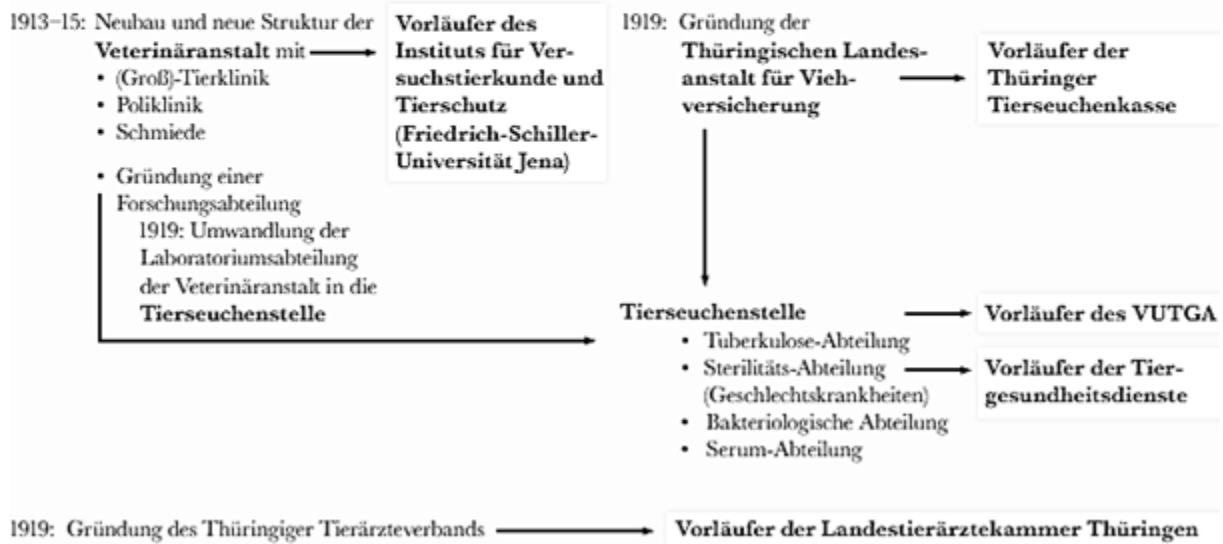 1913–15: Neubau und neue Struktur der
Veterinäranstalt mit
• (Groß)-Tierklinik
• Poliklinik
• Schmiede
• Gründung einer
Forschungsabteilung
1919: Umwandlung der
Laboratoriumsabteilung
der Veterinäranstalt in die
Tierseuchenstelle
Vorläufer des
Instituts für Ver-
suchstierkunde und
Tierschutz
(Friedrich-Schiller-
Universität Jena)
1919: Gründung der
Thüringischen Landes-
anstalt für Vieh-
versicherung
Vorläufer der
Thüringer
Tierseuchenkasse
Tierseuchenstelle
• Tuberkulose-Abteilung
• Sterilitäts-Abteilung
(Geschlechtskrankheiten)
• Bakteriologische Abteilung
• Serum-Abteilung
Vorläufer des VUTGA
Vorläufer der Tier-
gesundheitsdienste
1919: Gründung des Thüringiger Tierärzteverbands
Vorläufer der Landestierärztekammer Thüringen